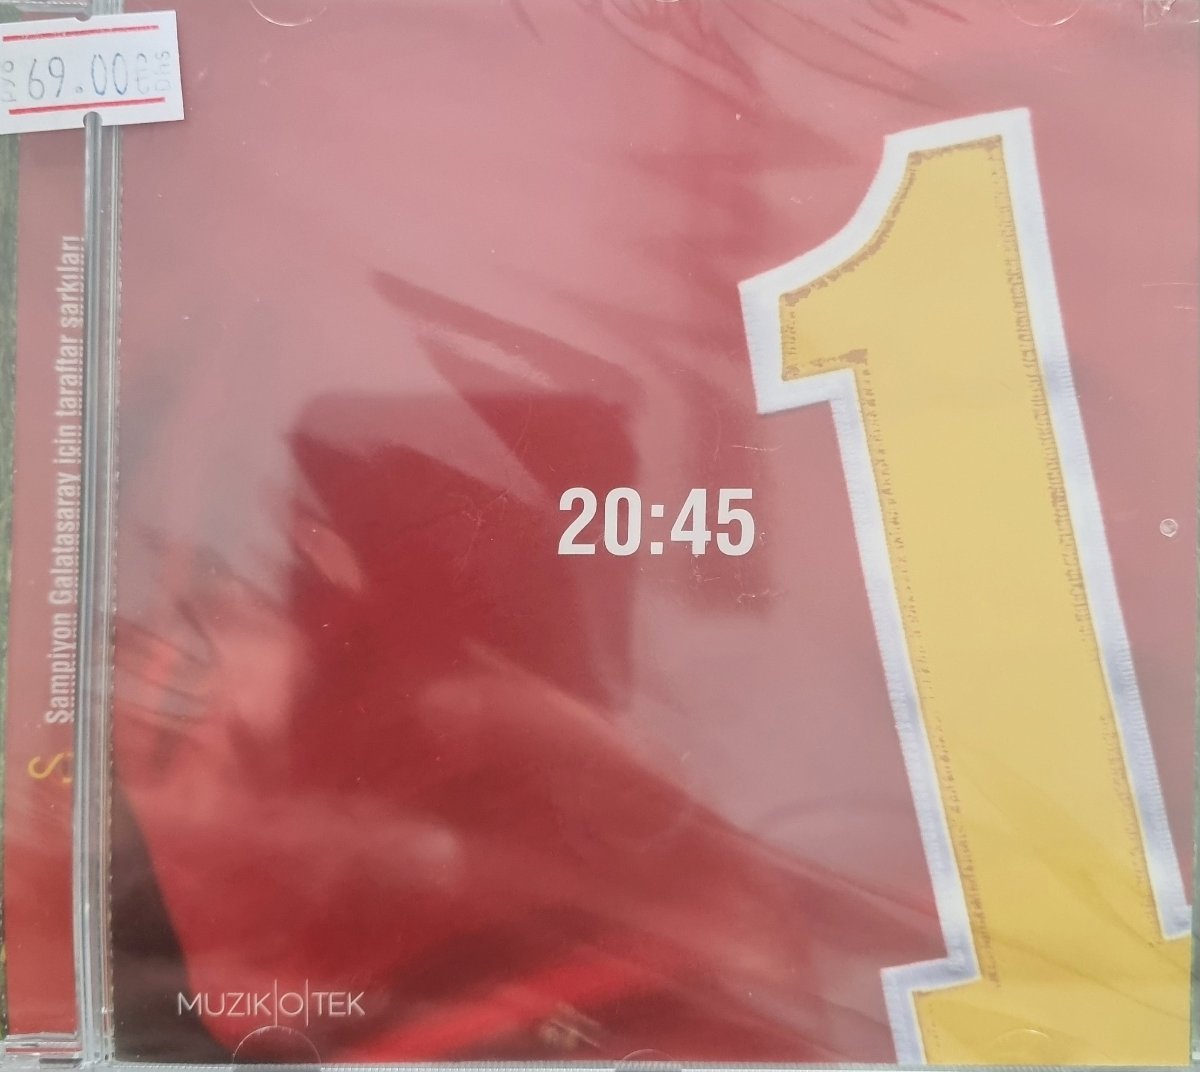 69.00₺
Şampiyon Galatasaray için taraftar şarkıları
1
20:45
MUZIK|O|TEK